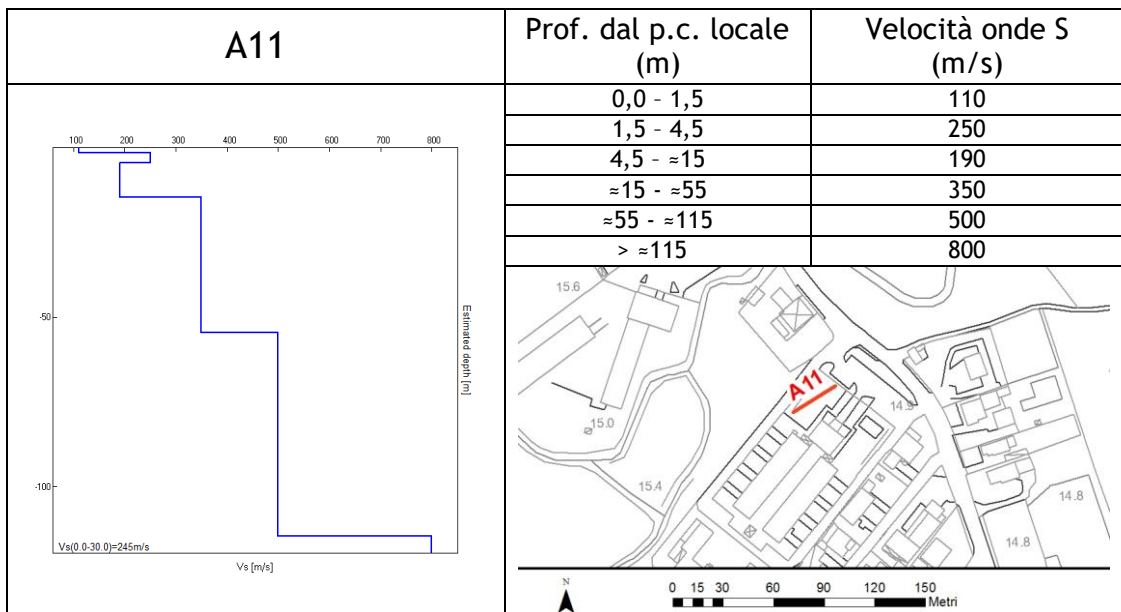 A11
Prof. dal p.c. locale
(m)
Velocità onde S
(m/s)
0,0 – 1,5 110
1,5 – 4,5 250
4,5 – ≈15 190
≈15 - ≈55 350
≈55 - ≈115 500
> ≈115 800
100 200 300 400 500 600 700 800
-50
-100
Estimated depth [m]
Vs(0.0-30.0)=245m/s
Vs [m/s]
15.6
A11
15.0
14.9
15.4
14.8
14.8
N
0 15 30 60 90 120 150
Metri